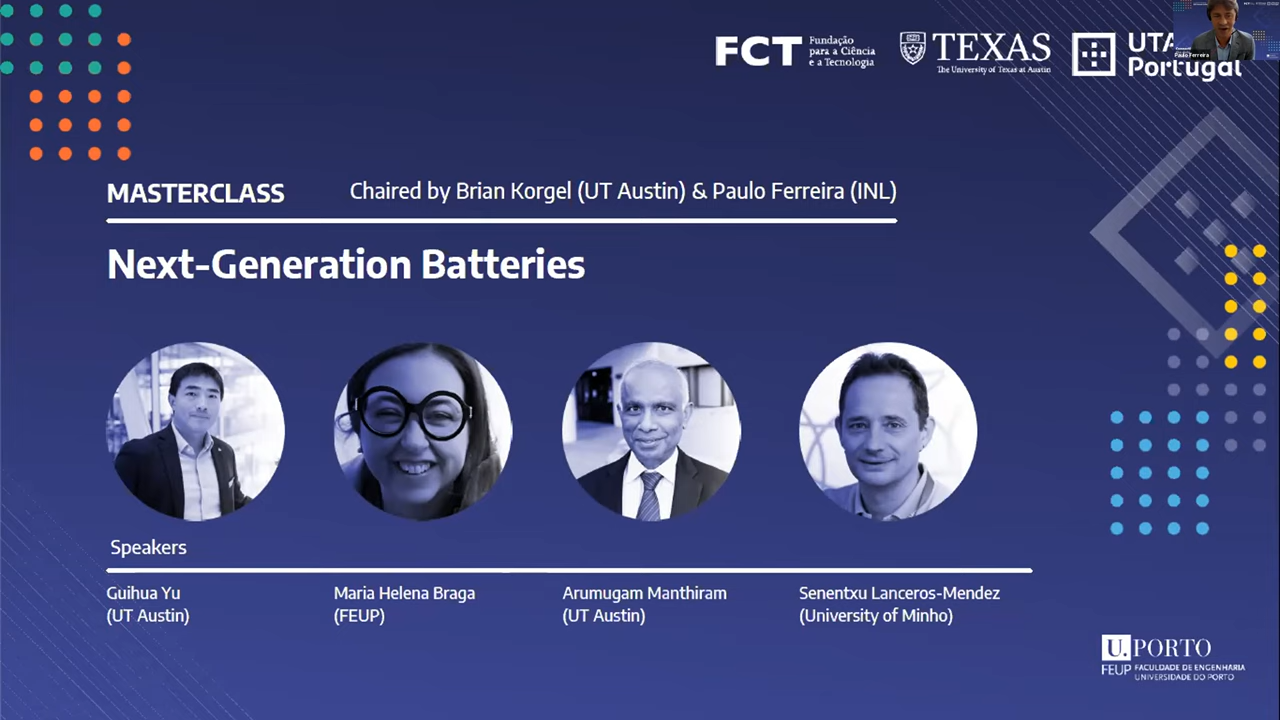 FCT Fundação
para a Ciência
e a Tecnologia
TEXAS
The University of Texas at Austin
UTA
Portugal
Paulo Ferreira
MASTERCLASS
Chaired by Brian Korgel (UT Austin) & Paulo Ferreira (INL)
Next-Generation Batteries
Speakers
Guihua Yu
(UT Austin)
Maria Helena Braga
(FEUP)
Arumugam Manthiram
(UT Austin)
Senentxu Lanceros-Mendez
(University of Minho)
U. PORTO
FEUP FACULDADE DE ENGENHARIA
UNIVERSIDADE DO PORTO